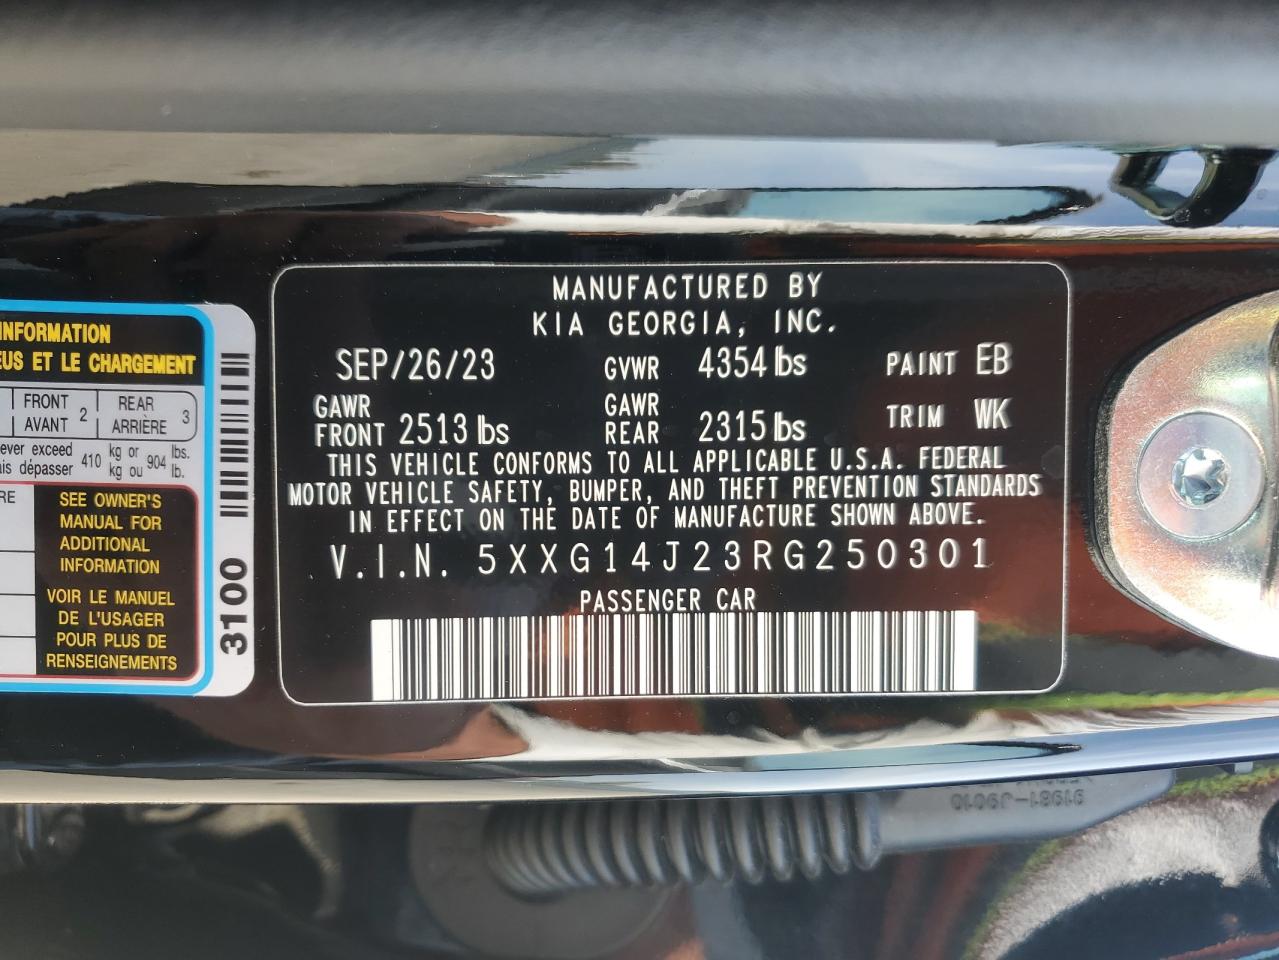 INFORMATION
EUS ET LE CHARGEMENT
FRONT
AVANT 2
REAR
ARRIÈRE 3
ever exceed 410 kg or 904 lbs.
ais dépasser kg ou lb.
RE
SEE OWNER'S
MANUAL FOR
ADDITIONAL
INFORMATION
VOIR LE MANUEL
DE L'USAGER
POUR PLUS DE
RENSEIGNEMENTS
3100
MANUFACTURED BY
KIA GEORGIA, INC.
SEP/26/23 GVWR 4354 lbs PAINT EB
GAWR
FRONT 2513 lbs
GAWR
REAR 2315 lbs
TRIM WK
THIS VEHICLE CONFORMS TO ALL APPLICABLE U.S.A. FEDERAL
MOTOR VEHICLE SAFETY, BUMPER, AND THEFT PREVENTION STANDARDS
IN EFFECT ON THE DATE OF MANUFACTURE SHOWN ABOVE.
V.I.N. 5XXG14J23RG250301
PASSENGER CAR
91981-J9010